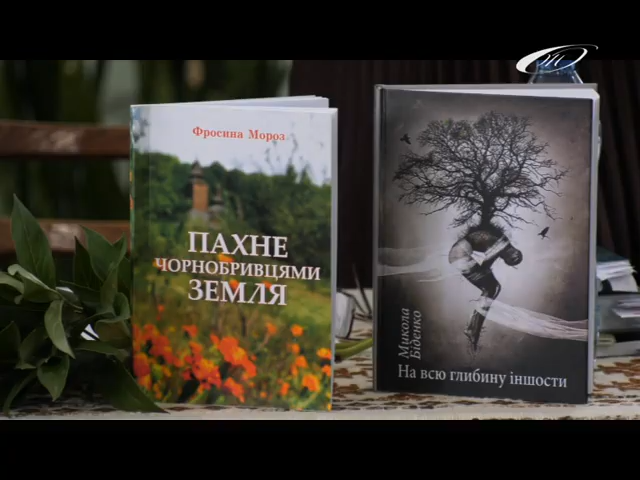 Фросина Мороз
ПАХНЕ
ЧОРНОБРИВЦЯМИ
ЗЕМЛЯ
Микола
Біденко
На всю глибину іншости